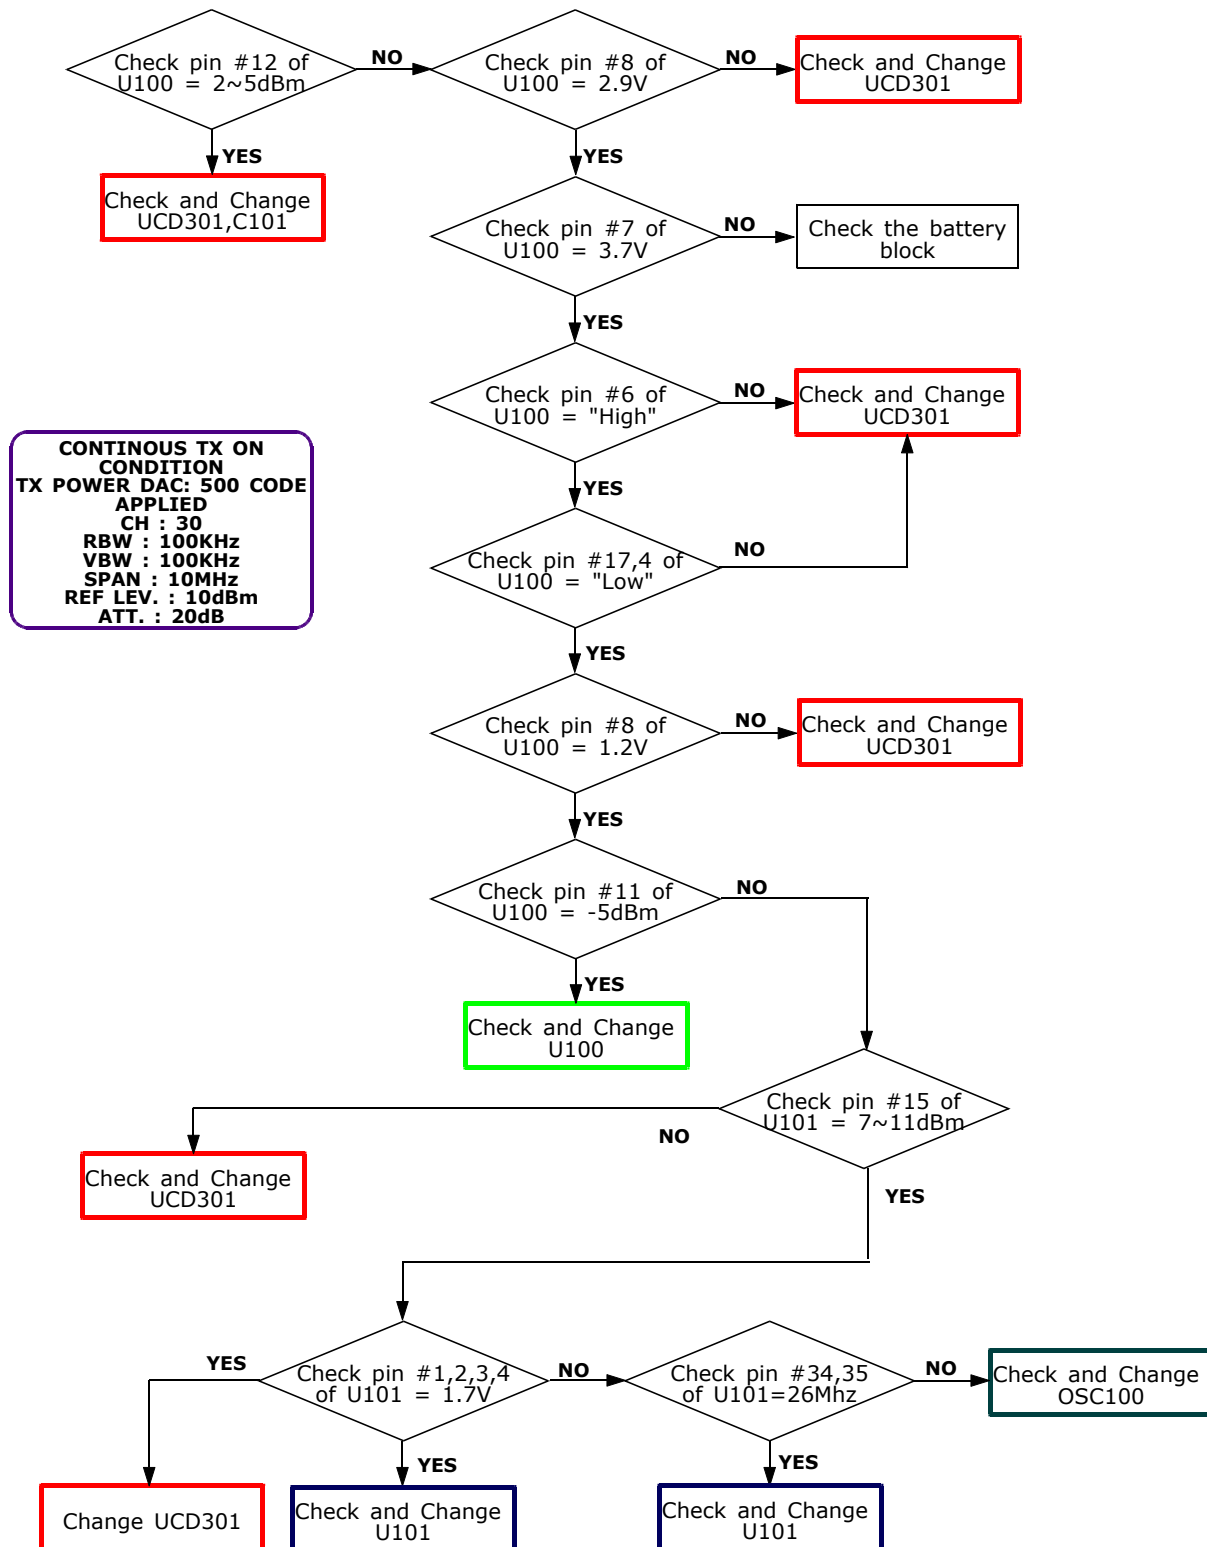 Check pin #12 of
U100 = 2~5dBm
NO
Check pin #8 of
U100 = 2.9V
NO
Check and Change
UCD301
YES
YES
Check and Change
UCD301,C101
Check pin #7 of
U100 = 3.7V
NO
Check the battery
block
YES
Check pin #6 of
U100 = "High"
NO
Check and Change
UCD301
CONTINOUS TX ON
CONDITION
TX POWER DAC: 500 CODE
APPLIED
CH : 30
RBW : 100KHz
VBW : 100KHz
SPAN : 10MHz
REF LEV. : 10dBm
ATT. : 20dB
YES
Check pin #17,4 of
U100 = "Low"
NO
YES
Check pin #8 of
U100 = 1.2V
NO
Check and Change
UCD301
YES
Check pin #11 of
U100 = -5dBm
NO
YES
Check and Change
U100
Check pin #15 of
U101 = 7~11dBm
NO
Check and Change
UCD301
YES
YES
Check pin #1,2,3,4
of U101 = 1.7V
NO
Check pin #34,35
of U101=26Mhz
NO
Check and Change
OSC100
YES
YES
Change UCD301
Check and Change
U101
Check and Change
U101